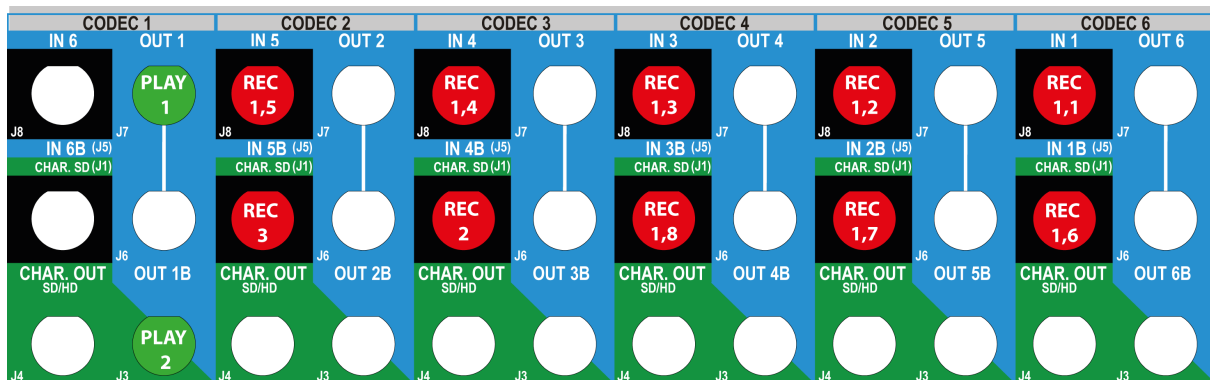 CODEC 1 CODEC 2 CODEC 3 CODEC 4 CODEC 5 CODEC 6
IN 6 OUT 1 IN 5 OUT 2 IN 4 OUT 3 IN 3 OUT 4 IN 2 OUT 5 IN 1 OUT 6
PLAY REC REC REC REC REC
1 1,5 1,4 1,3 1,2 1,1
J8 J7 J8 J7 J8 J7 J8 J7 J8 J7 J8 J7
IN 6B (J5) IN 5B (J5) IN 4B (J5) IN 3B (J5) IN 2B (J5) IN 1B (J5)
CHAR. SD (J1) CHAR. SD (J1) CHAR. SD (J1) CHAR. SD (J1) CHAR. SD (J1) CHAR. SD (J1)
REC REC REC REC REC
3 2 1,8 1,7 1,6
J6 J6 J6 J6 J6 J6
CHAR. OUT OUT 1B CHAR. OUT OUT 2B CHAR. OUT OUT 3B CHAR. OUT OUT 4B CHAR. OUT OUT 5B CHAR. OUT OUT 6B
SD/HD SD/HD SD/HD SD/HD SD/HD SD/HD
PLAY
2
J4 J3 J4 J3 J4 J3 J4 J3 J4 J3 J4 J3